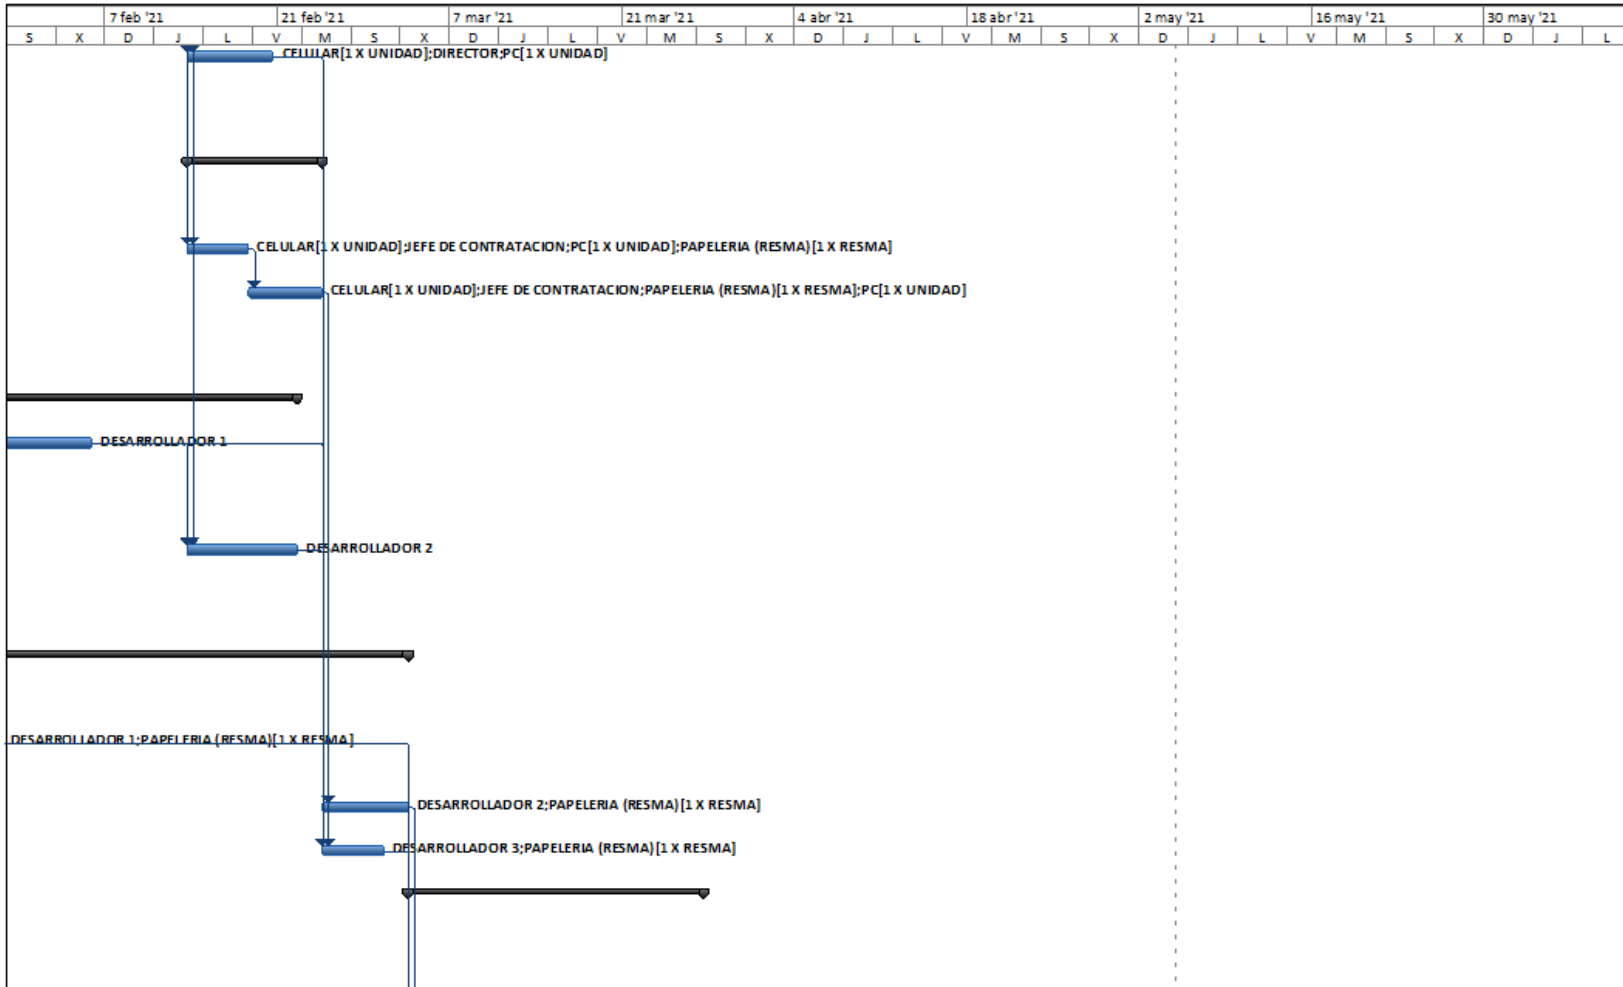 7 feb '21 21 feb '21 7 mar '21 21 mar '21 4 abr '21 18 abr '21 2 may '21 16 may '21 30 may '21
S X D J L V M S X D J L V M S X D J L V M S X D J L V M S X D J L
CELULAR[1 X UNIDAD];DIRECTOR;PC[1 X UNIDAD]
CELULAR[1 X UNIDAD];JEFE DE CONTRATACION;PC[1 X UNIDAD];PAPELERIA (RESMA)[1 X RESMA]
CELULAR[1 X UNIDAD];JEFE DE CONTRATACION;PAPELERIA (RESMA)[1 X RESMA];PC[1 X UNIDAD]
DESARROLLADOR 1
DESARROLLADOR 2
DESARROLLADOR 1;PAPELERIA (RESMA)[1 X RESMA]
DESARROLLADOR 2;PAPELERIA (RESMA)[1 X RESMA]
DESARROLLADOR 3;PAPELERIA (RESMA)[1 X RESMA]